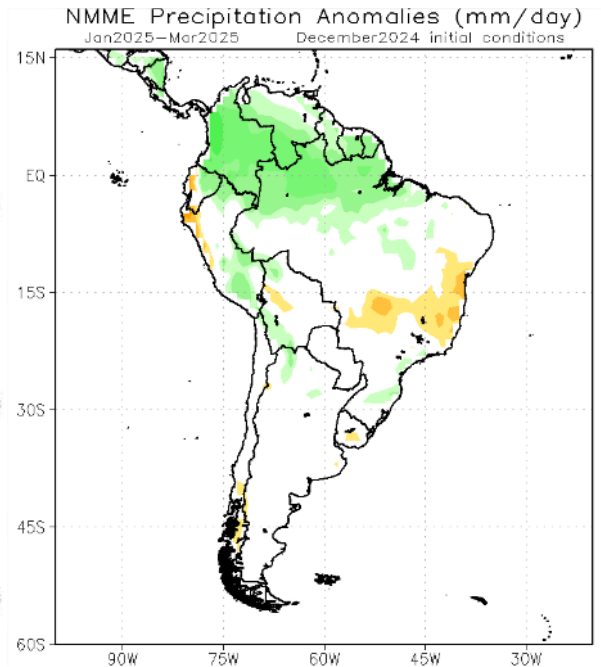 NMME Precipitation Anomalies (mm/day)
Jan2025–Mar2025 December2024 initial conditions
15N
EQ
15S
30S
45S
60S
90W 75W 60W 45W 30W